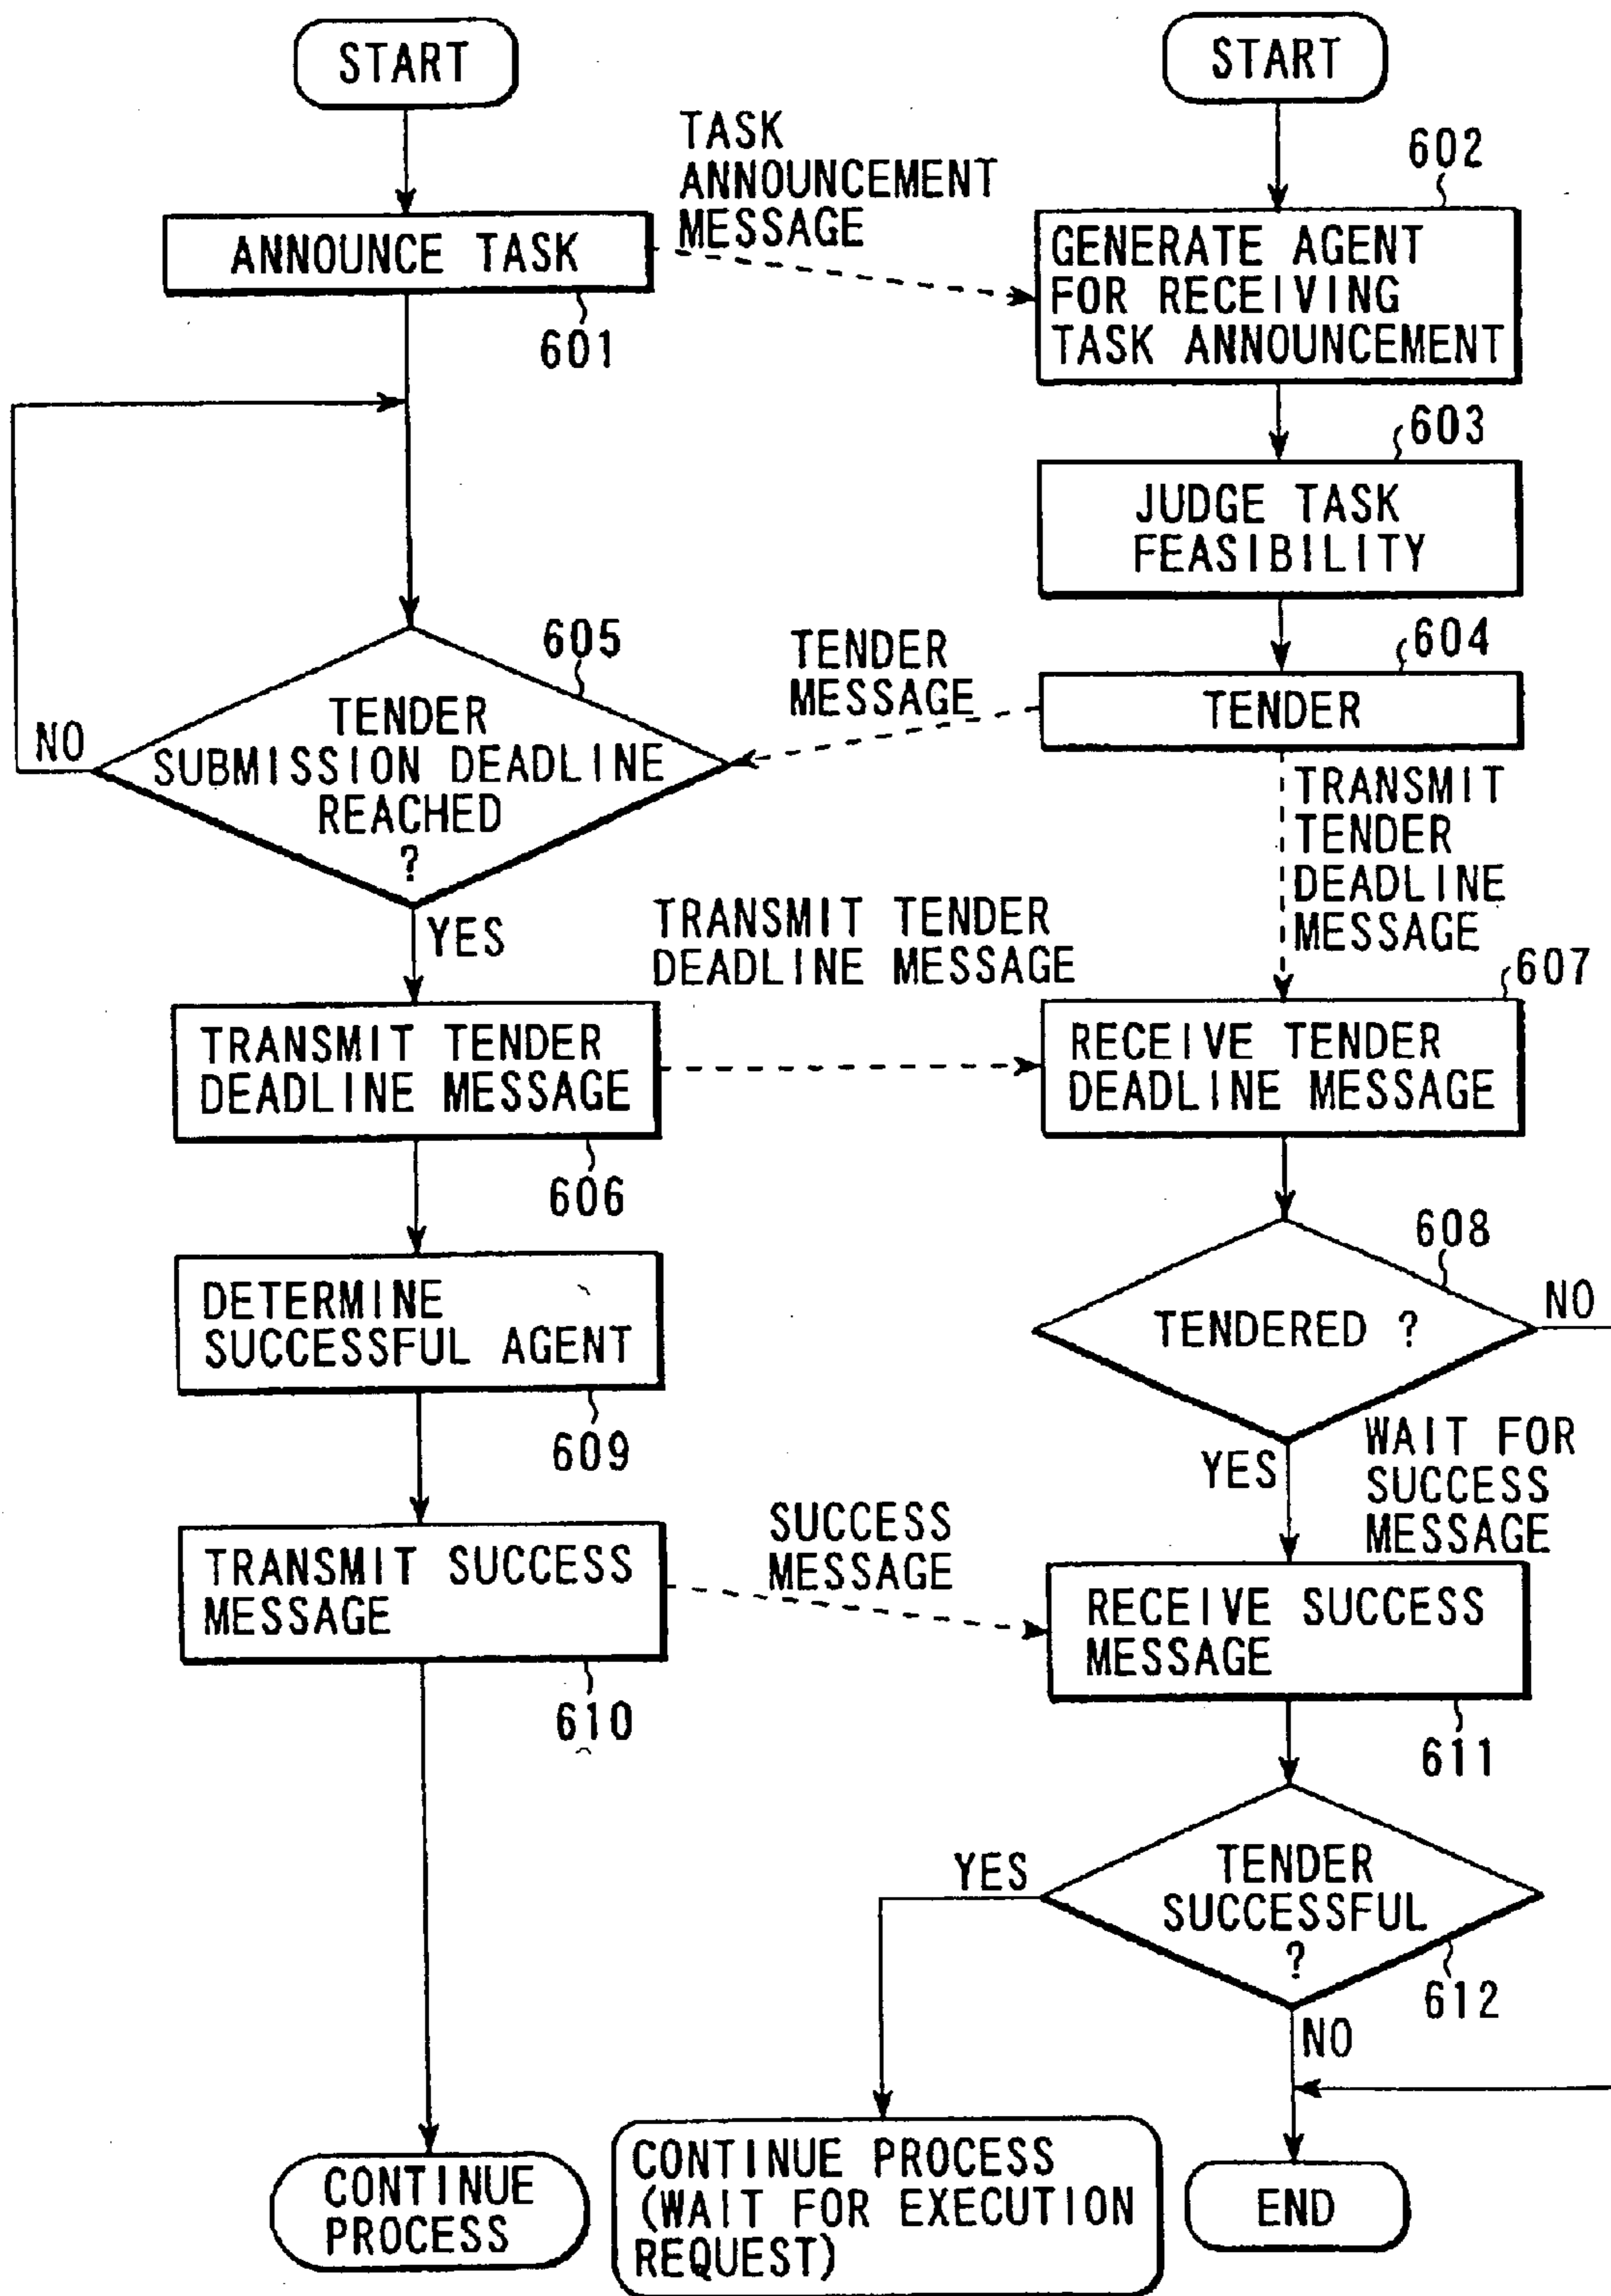 START
START
TASK
ANNOUNCEMENT
MESSAGE
602
ANNOUNCE TASK
601
GENERATE AGENT
FOR RECEIVING
TASK ANNOUNCEMENT
603
JUDGE TASK
FEASIBILITY
605
TENDER
MESSAGE
604
TENDER
NO
TENDER
SUBMISSION DEADLINE
REACHED
?
YES
TRANSMIT
TENDER
DEADLINE
MESSAGE
TRANSMIT TENDER
DEADLINE MESSAGE
607
TRANSMIT TENDER
DEADLINE MESSAGE
606
RECEIVE TENDER
DEADLINE MESSAGE
608
DETERMINE
SUCCESSFUL AGENT
609
TENDERED ?
NO
YES
WAIT FOR
SUCCESS
MESSAGE
TRANSMIT SUCCESS
MESSAGE
610
SUCCESS
MESSAGE
RECEIVE SUCCESS
MESSAGE
611
YES
TENDER
SUCCESSFUL
?
612
NO
CONTINUE
PROCESS
CONTINUE PROCESS
(WAIT FOR EXECUTION
REQUEST)
END